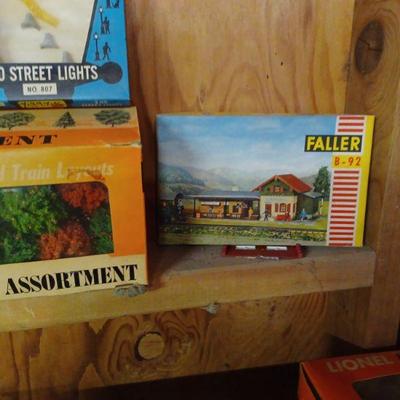 O STREET LIGHTS
NO. 807
ENT
d Train Layouts
ASSORTMENT
FALLER
B-92
LIONEL